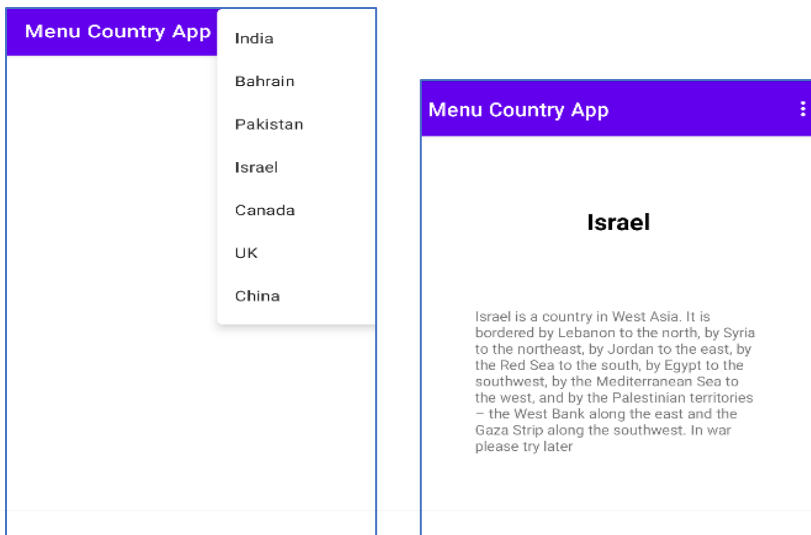 Menu Country App
India
Bahrain
Pakistan
Israel
Canada
UK
China
Menu Country App
Israel
Israel is a country in West Asia. It is
bordered by Lebanon to the north, by Syria
to the northeast, by Jordan to the east, by
the Red Sea to the south, by Egypt to the
southwest, by the Mediterranean Sea to
the west, and by the Palestinian territories
– the West Bank along the east and the
Gaza Strip along the southwest. In war
please try later